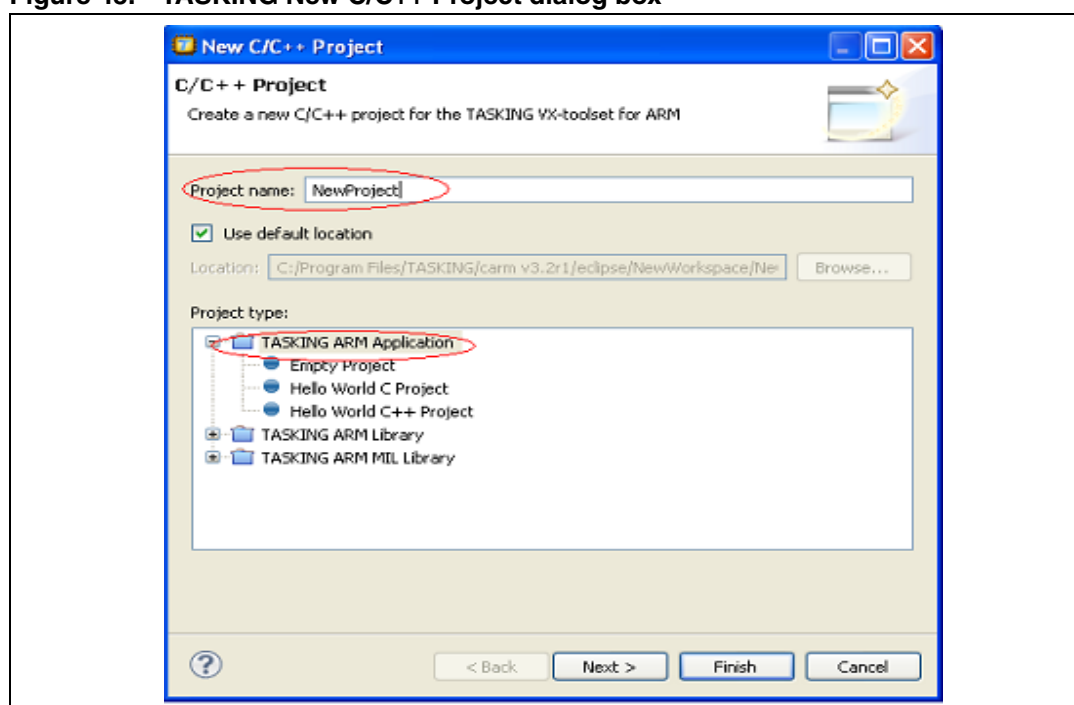 Figure 43. TASKING New C/C++ Project dialog box
New C/C++ Project
C/C++ Project
Create a new C/C++ project for the TASKING VX-toolset for ARM
Project name: NewProject
Use default location
Location: C:/Program Files/TASKING/carm v3.2r1/eclipse/NewWorkspace/Ne
Browse...
Project type:
TASKING ARM Application
Empty Project
Hello World C Project
Hello World C++ Project
TASKING ARM Library
TASKING ARM MIL Library
< Back Next > Finish Cancel